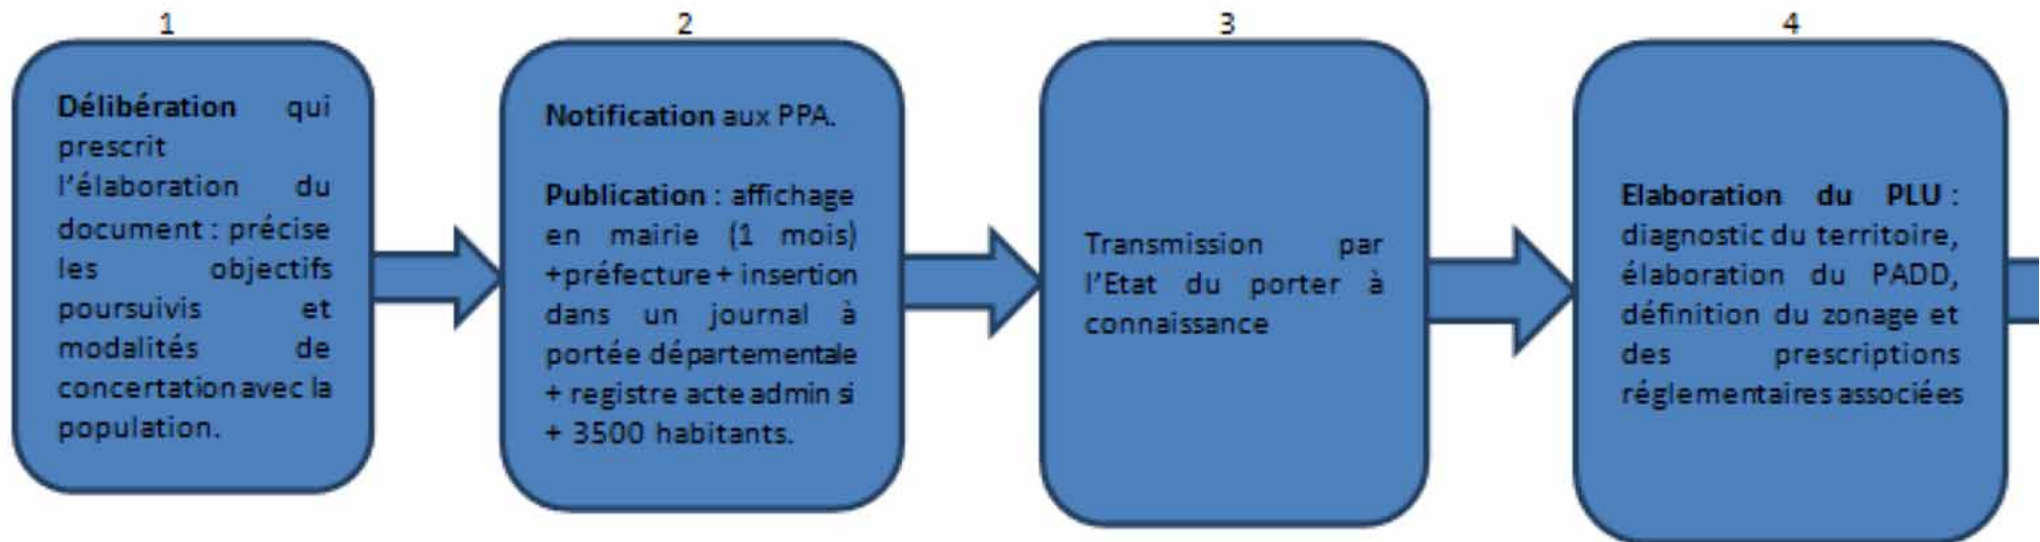 1
Délibération qui
prescrit
l'élaboration du
document : précise
les objectifs
poursuivis et
modalités de
concertation avec la
population.
2
Notification aux PPA.
Publication : affichage
en mairie (1 mois)
+préfecture + insertion
dans un journal à
portée départementale
+ registre acte admin si
+ 3500 habitants.
3
Transmission par
l'Etat du porter à
connaissance
4
Elaboration du PLU :
diagnostic du territoire,
élaboration du PADD,
définition du zonage et
des prescriptions
réglementaires associées